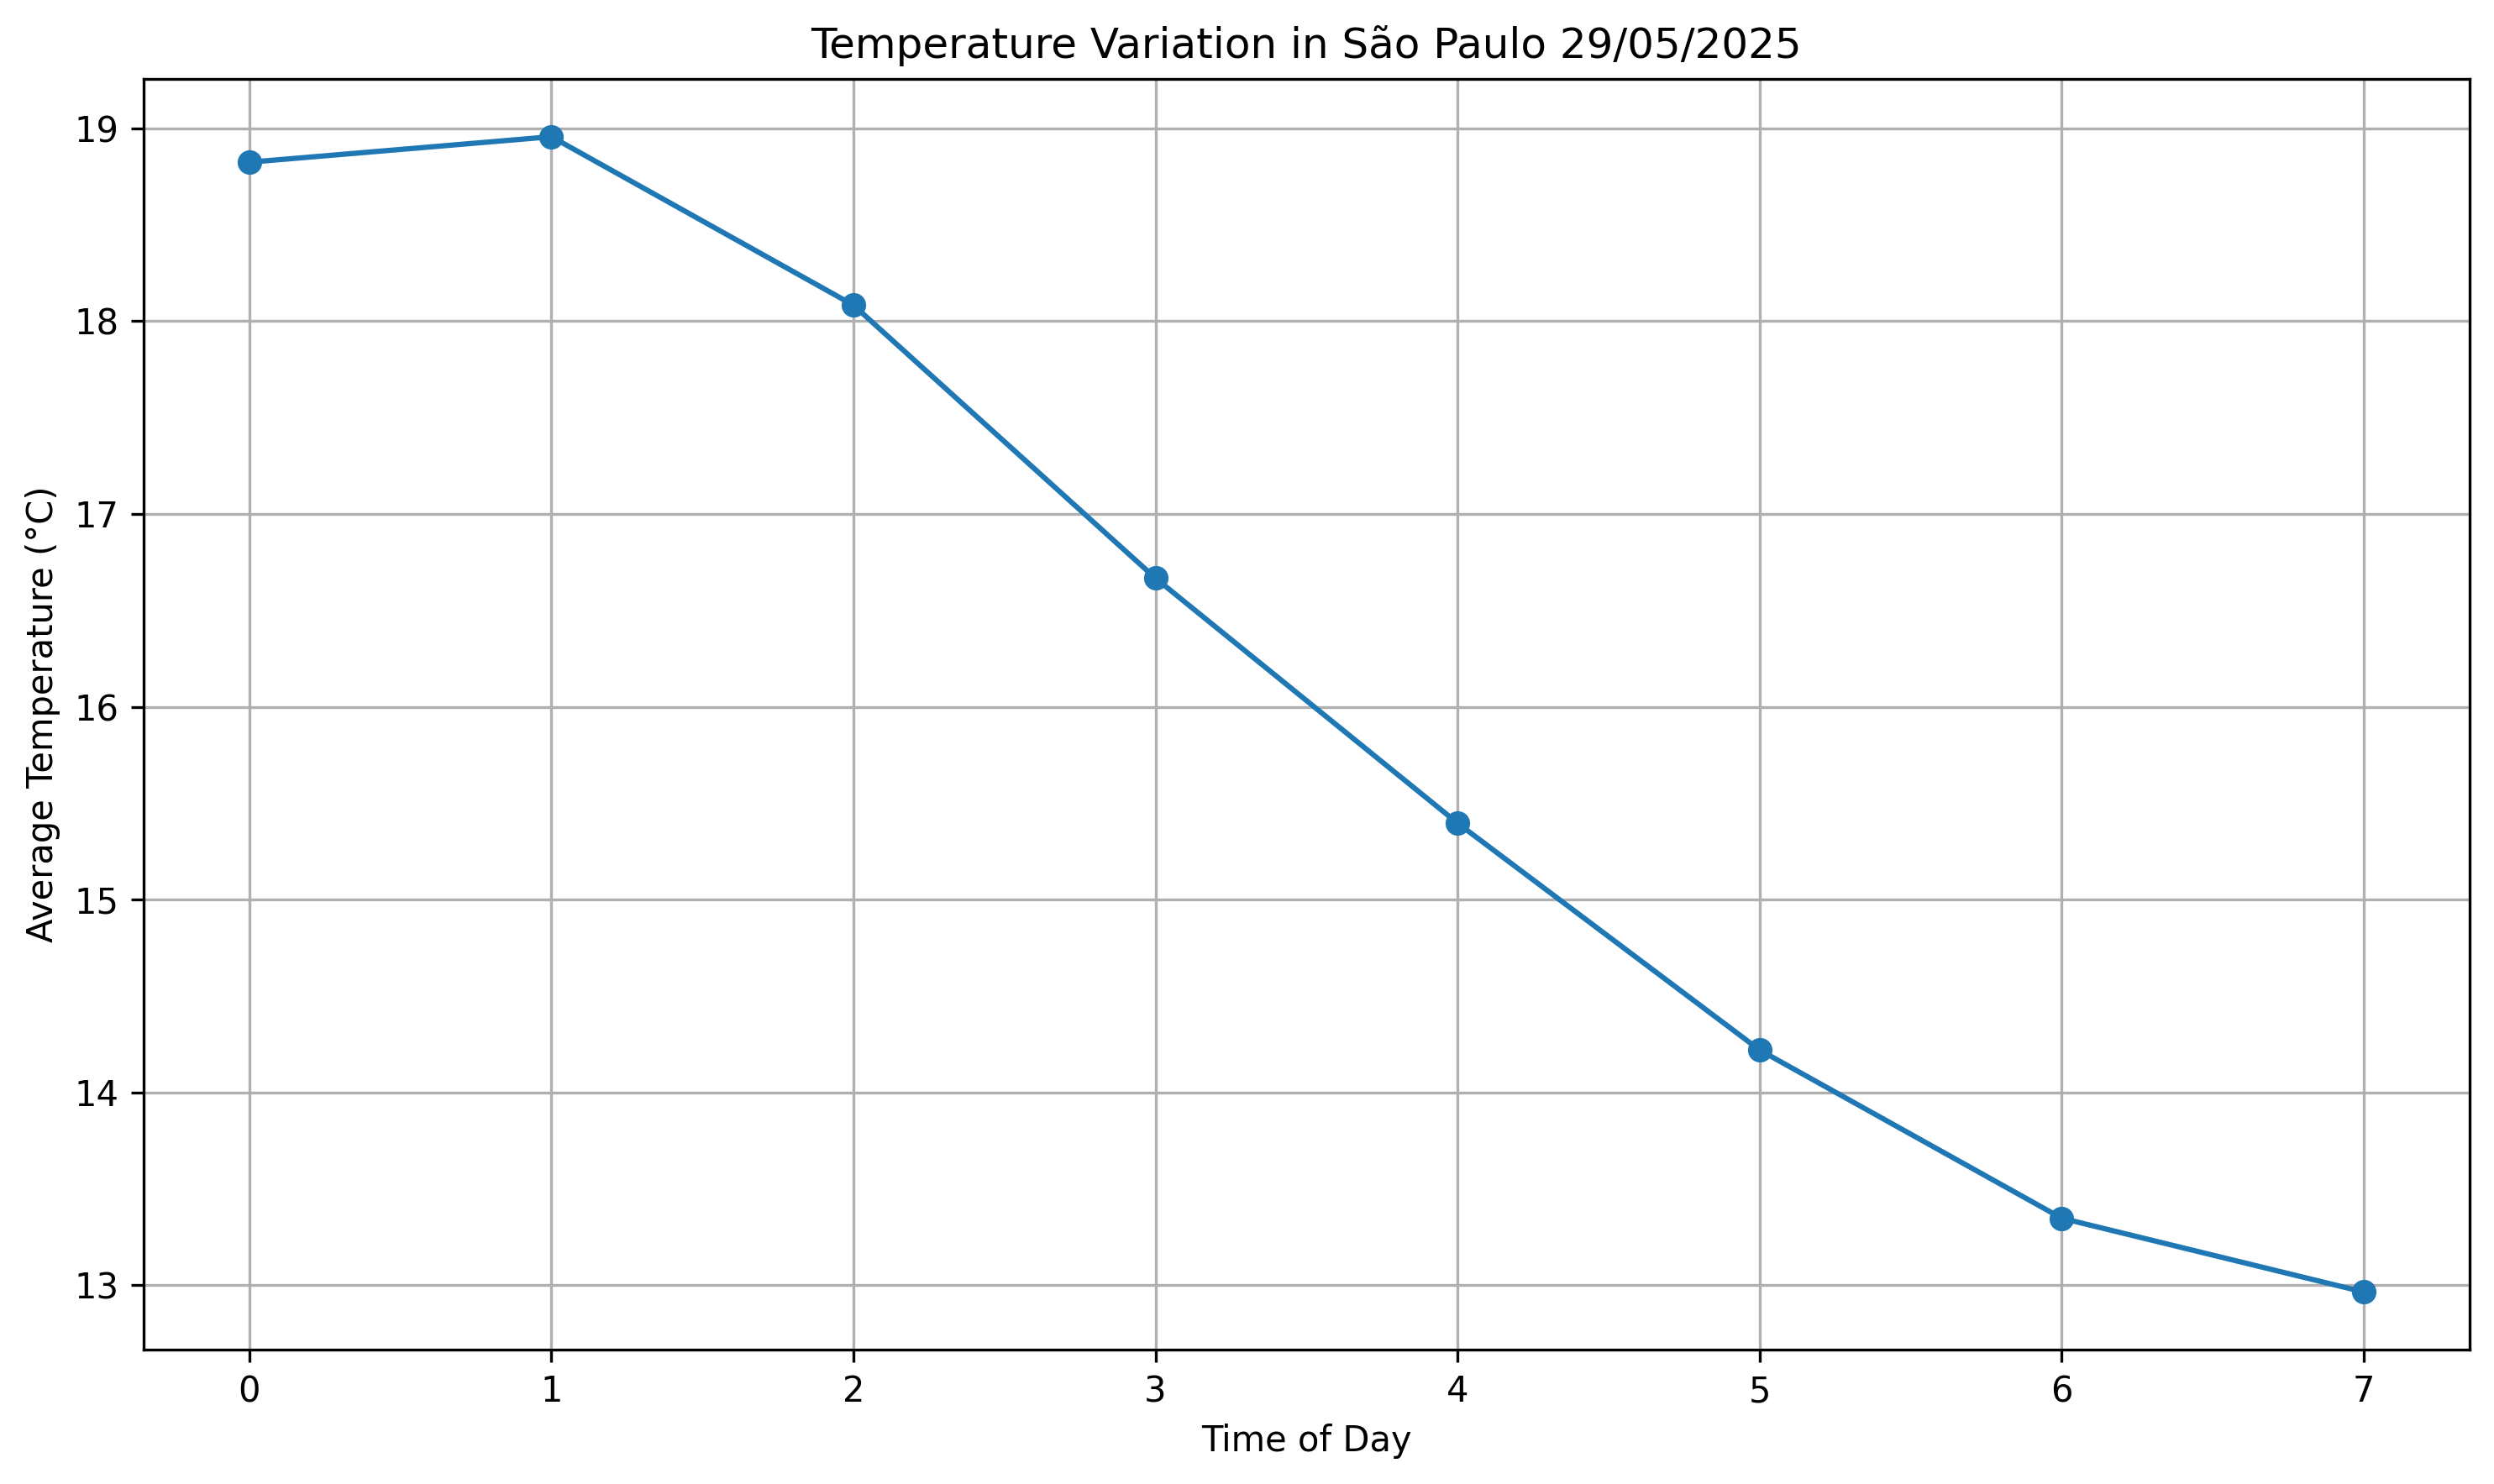 Temperature Variation in São Paulo 29/05/2025
Average Temperature (°C)
19
18
17
16
15
14
13
0 1 2 3 4 5 6 7
Time of Day